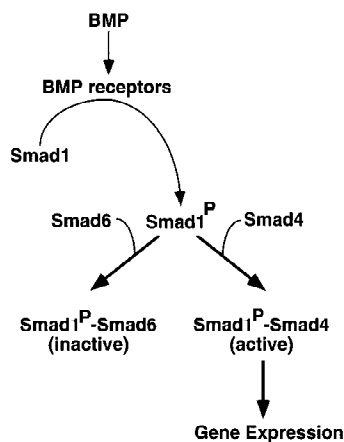 BMP
BMP receptors
Smad1
Smad6 Smad1ᴾ Smad4
Smad1ᴾ-Smad6 Smad1ᴾ-Smad4
(inactive) (active)
Gene Expression